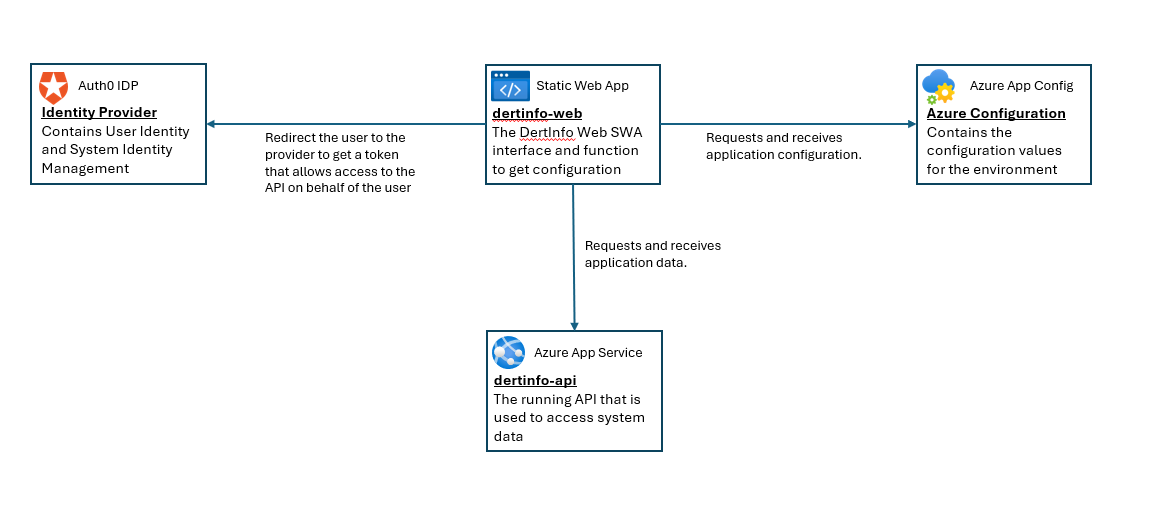 Auth0 IDP
Identity Provider
Contains User Identity
and System Identity
Management
Redirect the user to the
provider to get a token
that allows access to the
API on behalf of the user
Static Web App
dertinfo-web
The DertInfo Web SWA
interface and function
to get configuration
Requests and receives
application configuration.
Azure App Config
Azure Configuration
Contains the
configuration values
for the environment
Requests and receives
application data.
Azure App Service
dertinfo-api
The running API that is
used to access system
data